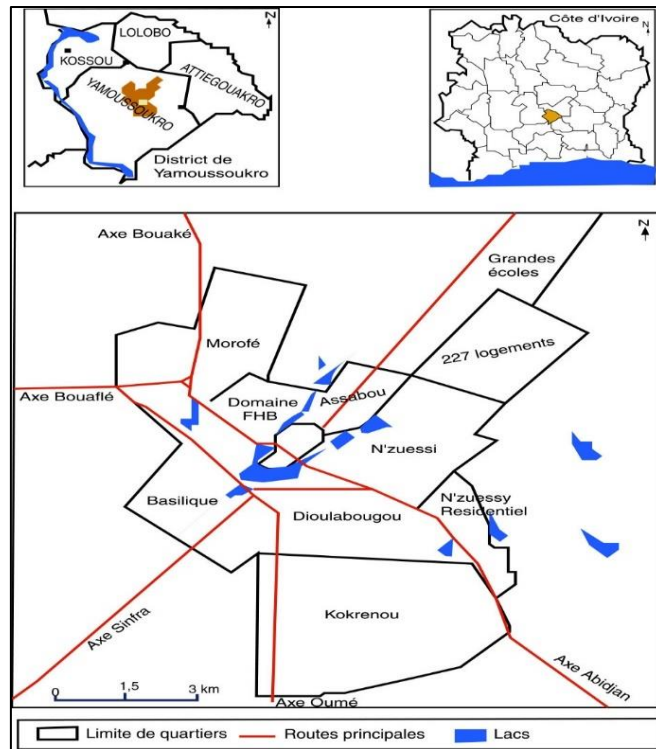 Z
LOLOBO
KOSSOU
ATTIEGOUAKRO
YAMOUSSOUKRO
District de
Yamoussoukro
Côte d'Ivoire
N
Z
Axe Bouaké
Grandes
écoles
Morofé
227 logements
Axe Bouaflé
Domaine
FHB
Assabou
N'zuessi
Basilique
N'zuessy
Residentiel
Dioulabougou
Kokrenou
Axe Sinfra
Axe Abidjan
0 1,5 3 km
Axe Oumé
Limite de quartiers
Routes principales
Lacs